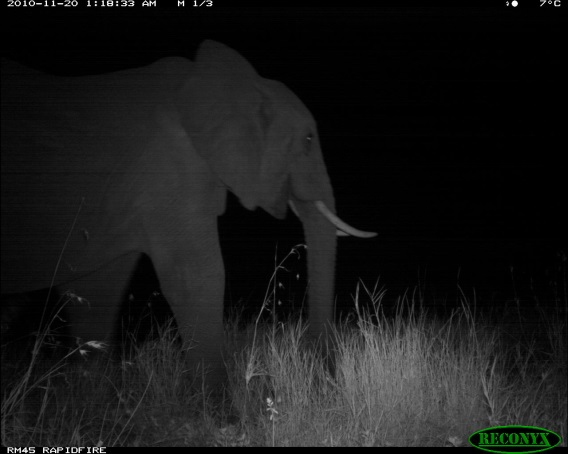 2010-11-20 1:18:33 AM M 1/3 7°C
RM45 RAPIDFIRE
RECONYX